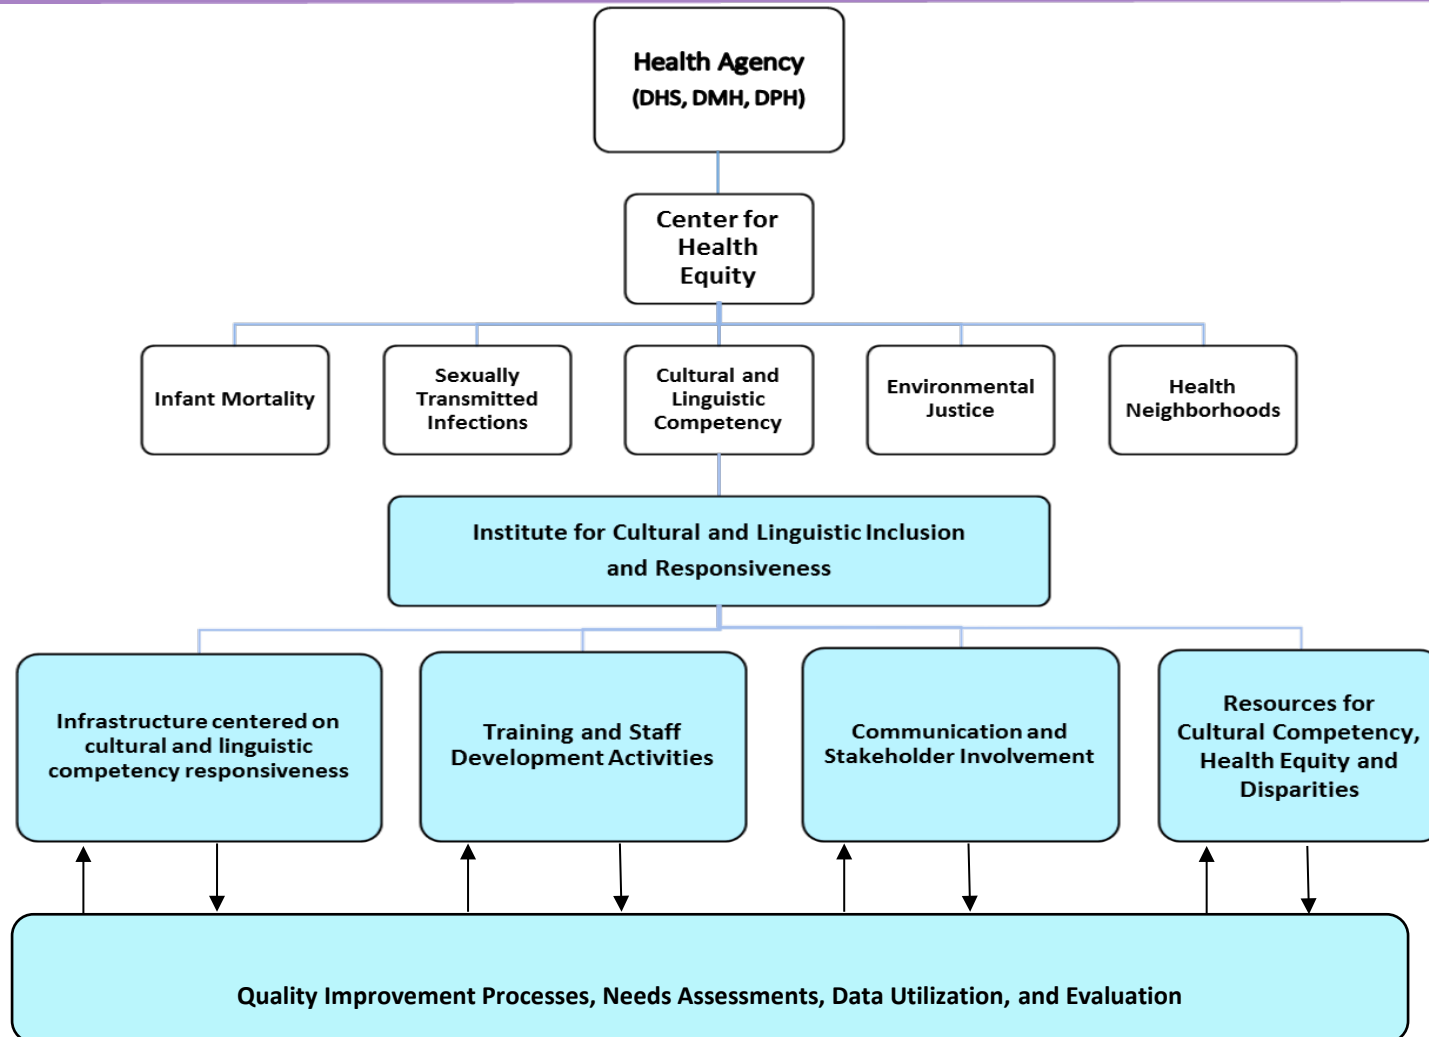 Health Agency
(DHS, DMH, DPH)
Center for
Health
Equity
Infant Mortality
Sexually
Transmitted
Infections
Cultural and
Linguistic
Competency
Environmental
Justice
Health
Neighborhoods
Institute for Cultural and Linguistic Inclusion
and Responsiveness
Infrastructure centered on
cultural and linguistic
competency responsiveness
Training and Staff
Development Activities
Communication and
Stakeholder Involvement
Resources for
Cultural Competency,
Health Equity and
Disparities
Quality Improvement Processes, Needs Assessments, Data Utilization, and Evaluation